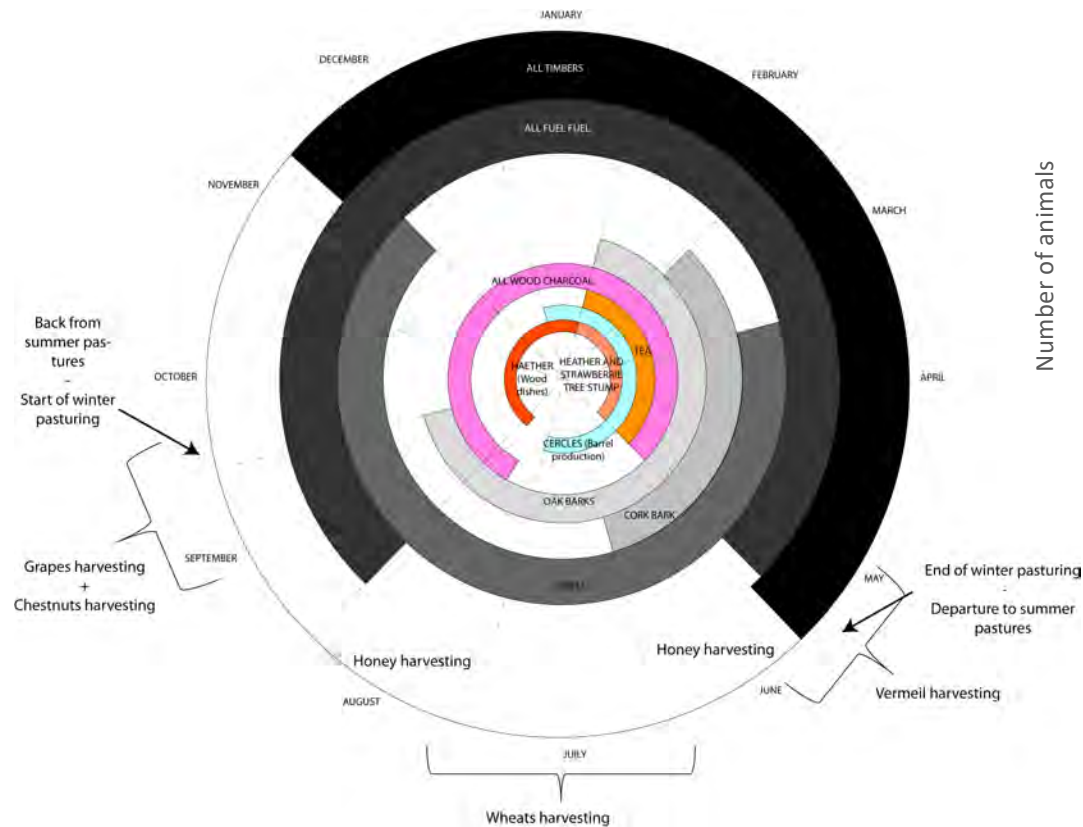 JANUARY
DECEMBER
ALL TIMBERS
FEBRUARY
ALL FUEL FUEL
NOVEMBER
MARCH
Number of animals
ALL WOOD CHARCOAL
TEA
HAETHER
(Wood
dishes)
HEATHER AND
STRAWBERRIE
TREE STUMP
Back from
summer pas-
tures
-
Start of winter
pasturing
OCTOBER
APRIL
CERCLES (Barrel
production)
OAK BARKS
CORK BARK
SEPTEMBER
Grapes harvesting
+
Chestnuts harvesting
MAY
End of winter pasturing
-
Departure to summer
pastures
Honey harvesting
Honey harvesting
JUNE
Vermeil harvesting
AUGUST
JUILY
Wheats harvesting